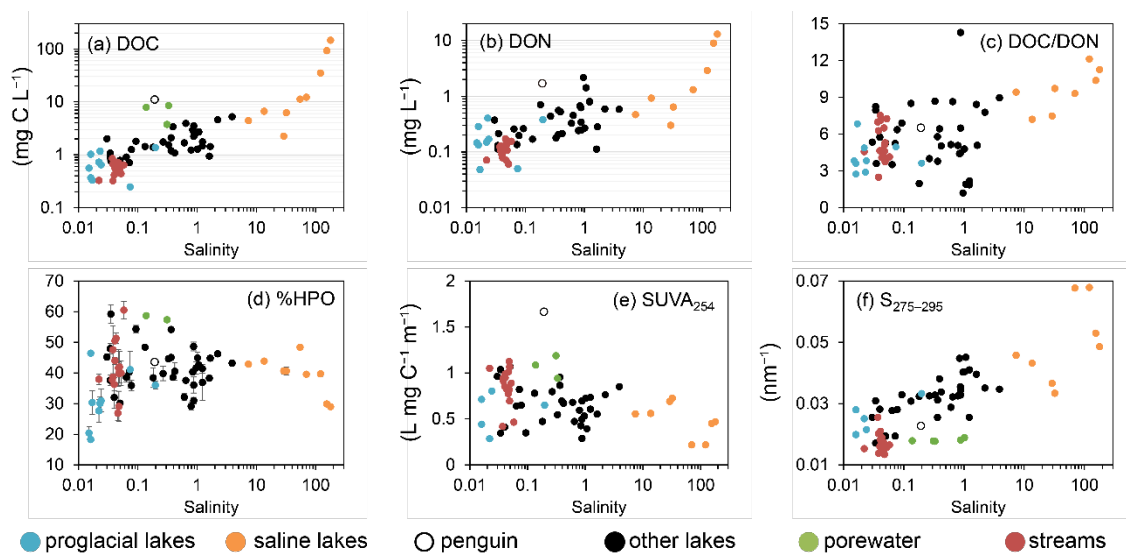 (a) DOC
(mg C L⁻¹)
100
10
1
0.1
0.01 0.1 1 10 100
Salinity
(b) DON
(mg L⁻¹)
10
1
0.10
0.01
0.01 0.1 1 10 100
Salinity
(c) DOC/DON
15
12
9
6
3
0
0.01 0.1 1 10 100
Salinity
(d) %HPO
70
60
50
40
30
20
10
0.01 0.1 1 10 100
Salinity
(e) SUVA₂₅₄
(L mg C⁻¹ m⁻¹)
2
1.5
1
0.5
0
0.01 0.1 1 10 100
Salinity
(f) S₂₇₅₋₂₉₅
(nm⁻¹)
0.07
0.05
0.03
0.01
0.01 0.1 1 10 100
Salinity
proglacial lakes saline lakes penguin other lakes porewater streams